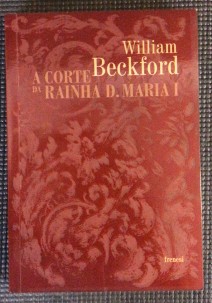 William
Beckford
A CORTE
DA RAINHA D. MARIA I
frenesi